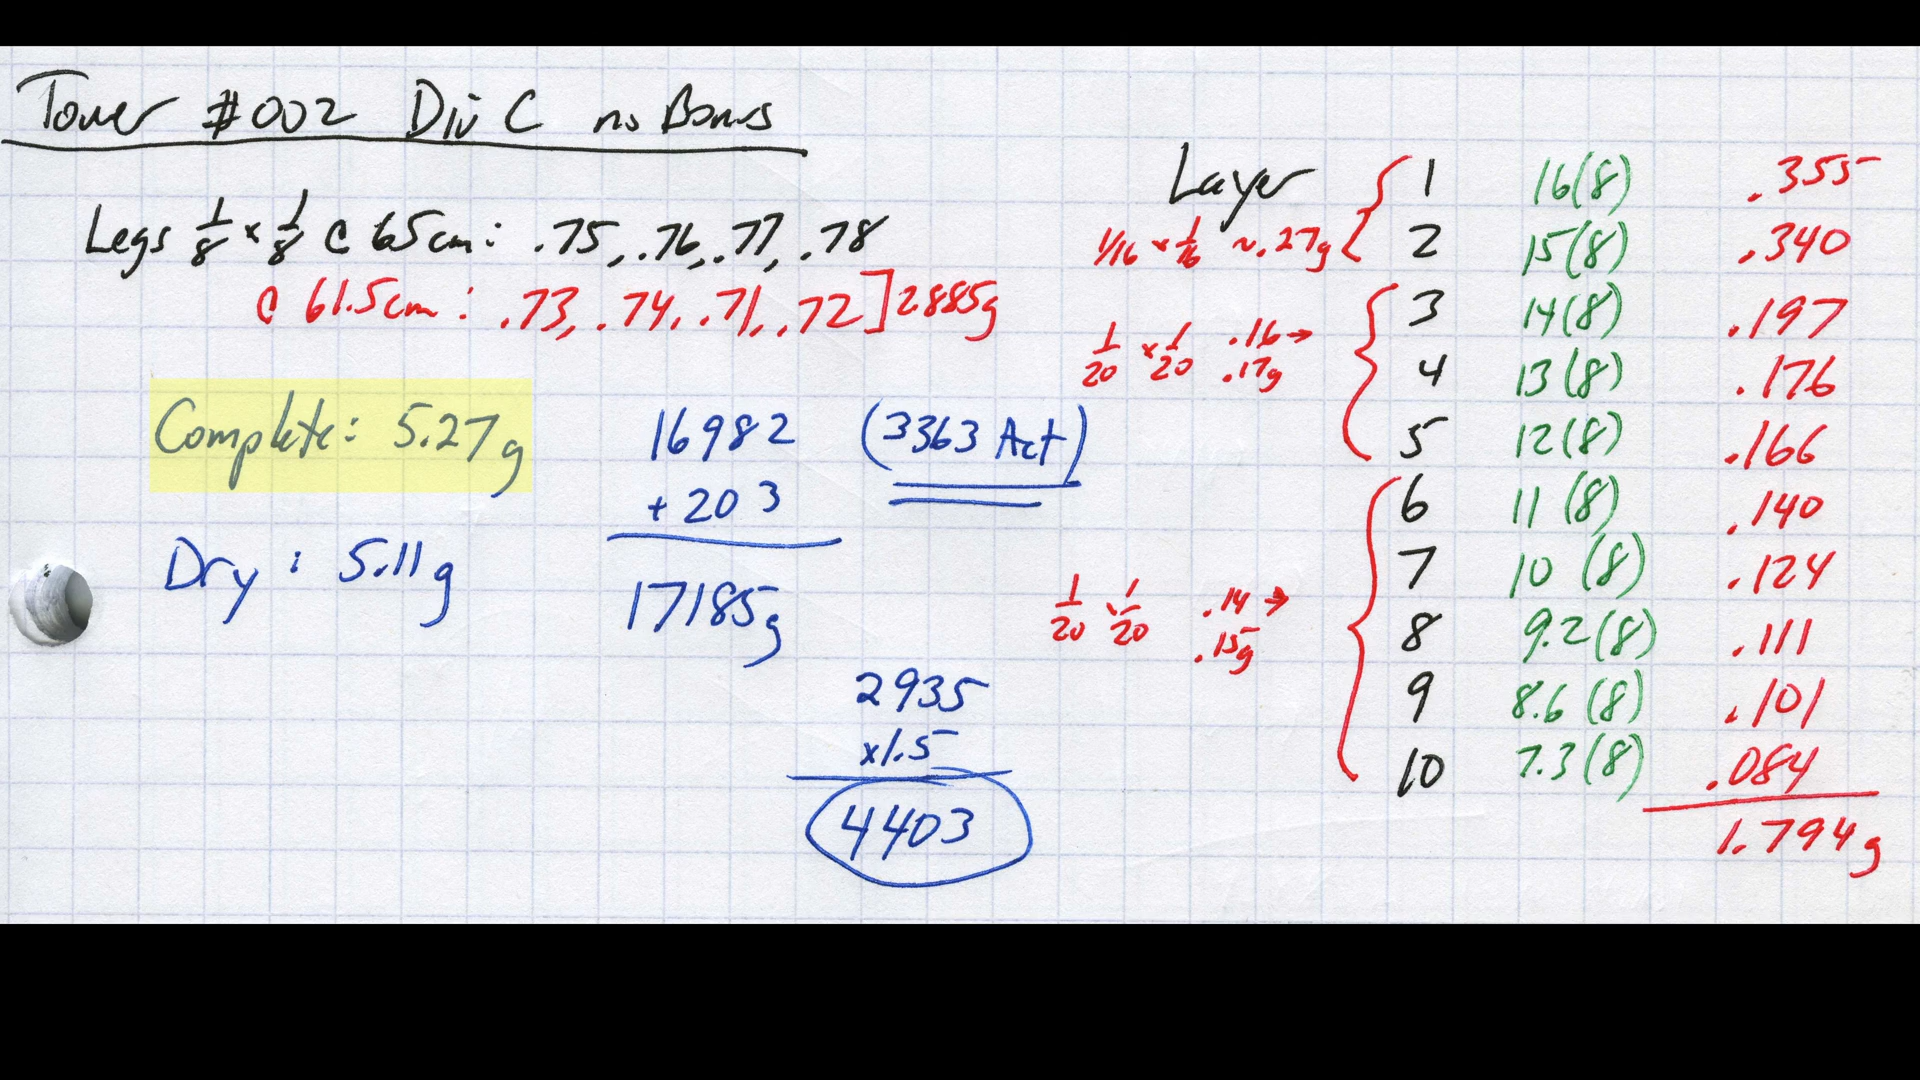 Tower #002 Div C no Bonus
Legs 1/8 x 1/8 @ 65cm: .75, .76, .77, .78
@ 61.5cm: .73, .74, .71, .72 ] 2.885g
Complete: 5.27g
Dry: 5.11g
16982 (3363 Act)
+ 203
17185g
2935
x1.5
4403
Layer
1/16 x 1/16 ~.27g
1/20 x 1/20 .16→
.17g
1/20 x 1/20 .14→
.15g
1 16(8) .355
2 15(8) .340
3 14(8) .197
4 13(8) .176
5 12(8) .166
6 11(8) .140
7 10(8) .124
8 9.2(8) .111
9 8.6(8) .101
10 7.3(8) .084
1.794g